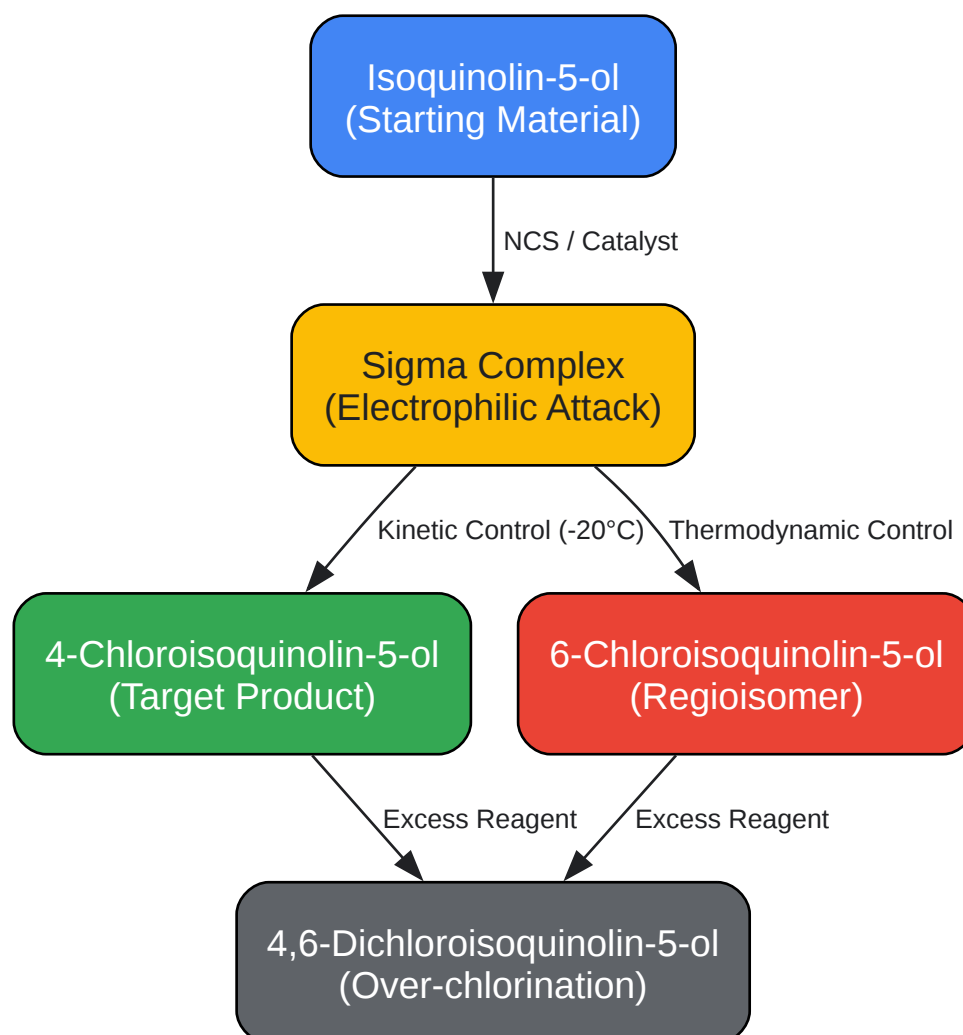 Isoquinolin-5-ol
(Starting Material)
NCS / Catalyst
Sigma Complex
(Electrophilic Attack)
Kinetic Control (-20°C)
Thermodynamic Control
4-Chloroisoquinolin-5-ol
(Target Product)
6-Chloroisoquinolin-5-ol
(Regioisomer)
Excess Reagent
Excess Reagent
4,6-Dichloroisoquinolin-5-ol
(Over-chlorination)